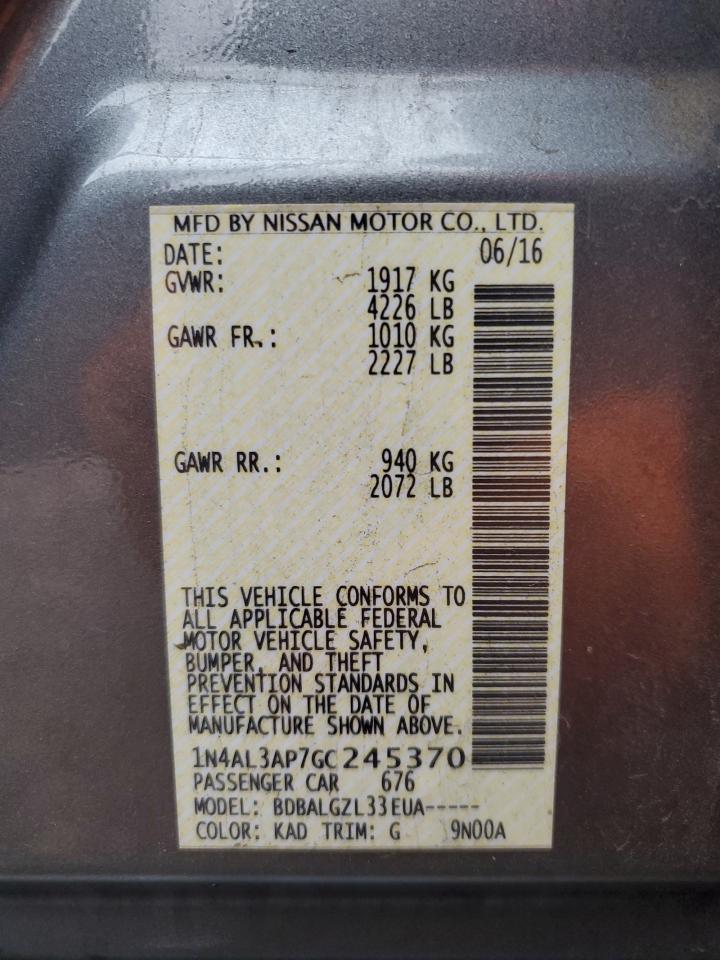 MFD BY NISSAN MOTOR CO., LTD.
DATE: 06/16
GVWR: 1917 KG
4226 LB
GAWR FR.: 1010 KG
2227 LB
GAWR RR.: 940 KG
2072 LB
THIS VEHICLE CONFORMS TO
ALL APPLICABLE FEDERAL
MOTOR VEHICLE SAFETY,
BUMPER, AND THEFT
PREVENTION STANDARDS IN
EFFECT ON THE DATE OF
MANUFACTURE SHOWN ABOVE.
1N4AL3AP7GC245370
PASSENGER CAR 676
MODEL: BDBALGZL33EUA-----
COLOR: KAD TRIM: G 9N00A